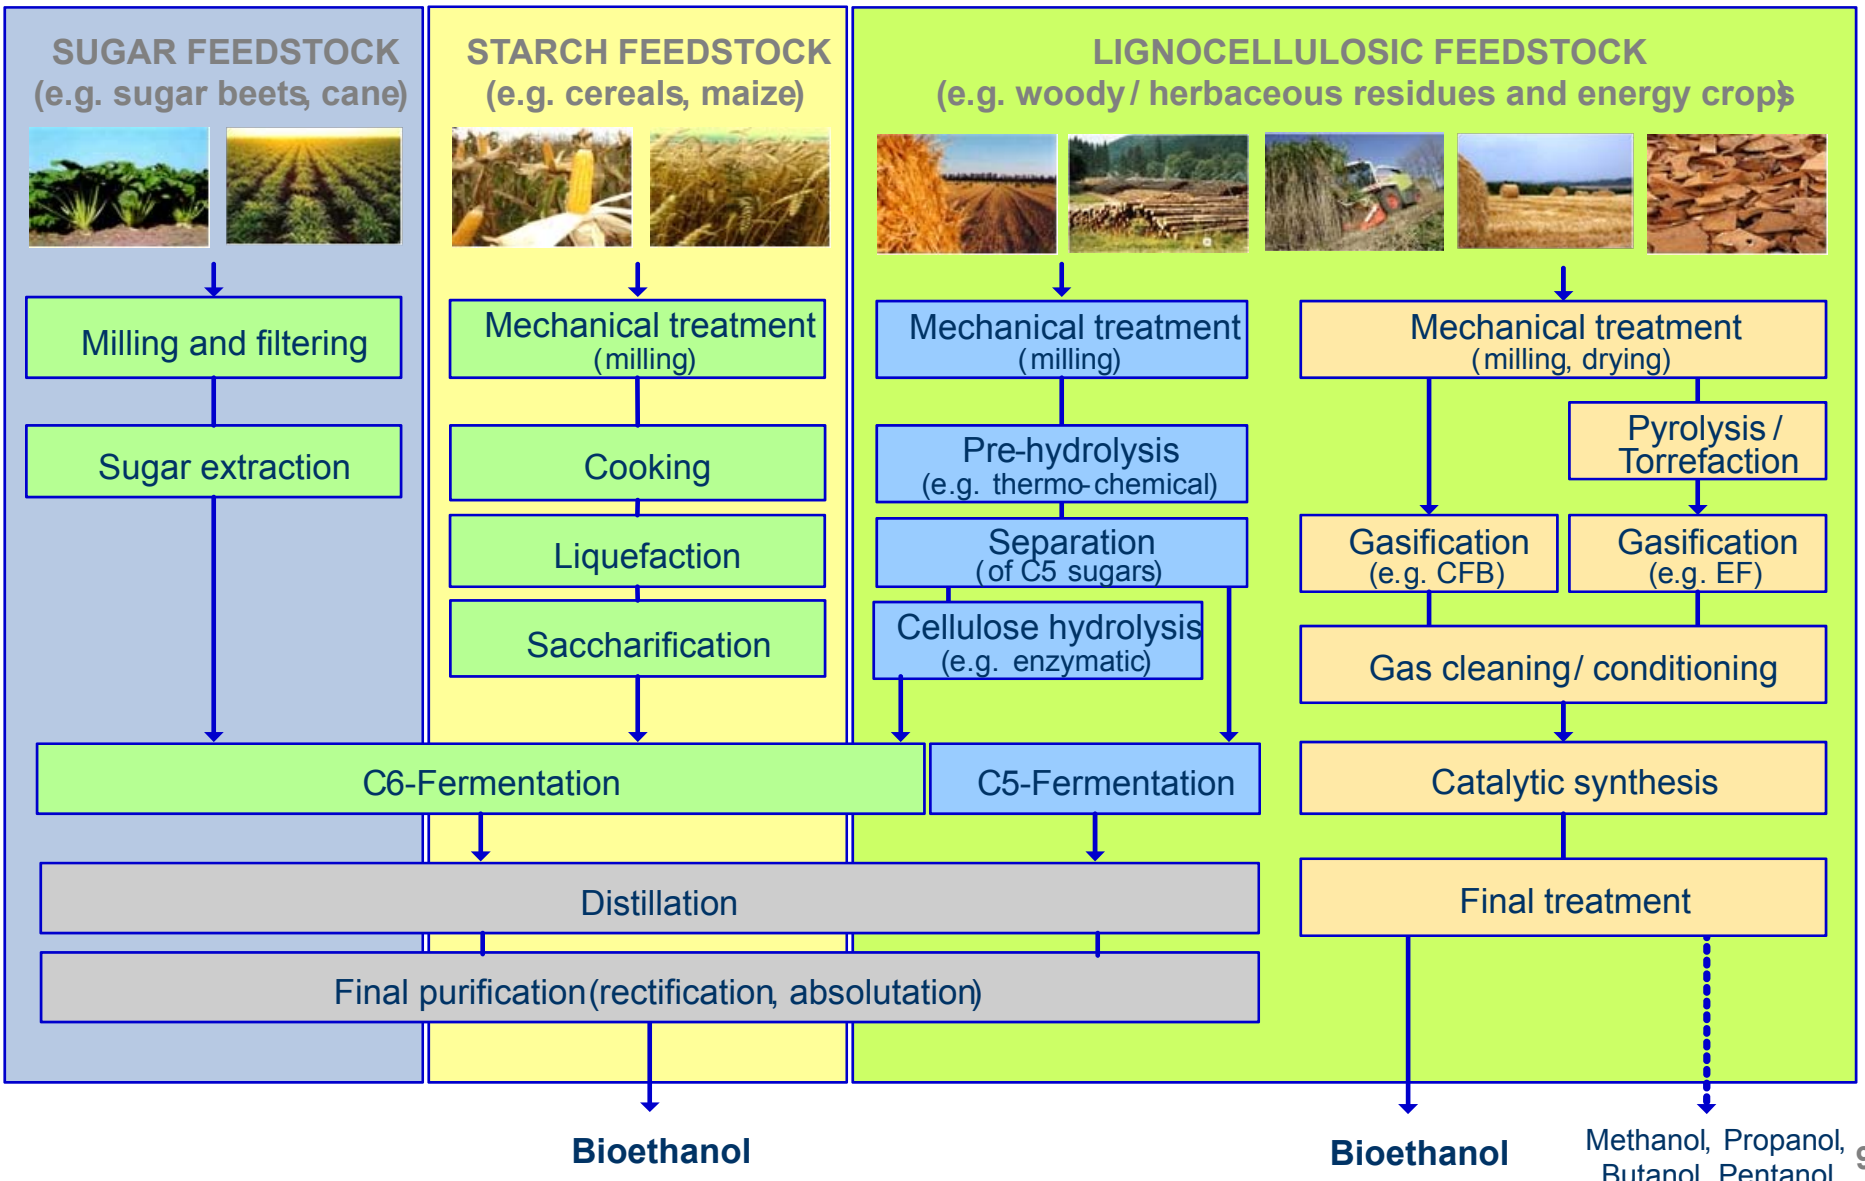 SUGAR FEEDSTOCK
(e.g. sugar beets, cane)
STARCH FEEDSTOCK
(e.g. cereals, maize)
LIGNOCELLULOSIC FEEDSTOCK
(e.g. woody / herbaceous residues and energy crops)
Milling and filtering
Sugar extraction
Mechanical treatment
(milling)
Cooking
Liquefaction
Saccharification
Mechanical treatment
(milling)
Pre-hydrolysis
(e.g. thermo-chemical)
Separation
(of C5 sugars)
Cellulose hydrolysis
(e.g. enzymatic)
Mechanical treatment
(milling, drying)
Pyrolysis /
Torrefaction
Gasification
(e.g. CFB)
Gasification
(e.g. EF)
Gas cleaning / conditioning
C6-Fermentation
C5-Fermentation
Catalytic synthesis
Distillation
Final treatment
Final purification (rectification, absolutation)
Bioethanol
Bioethanol
Methanol, Propanol,
Butanol, Pentanol
9